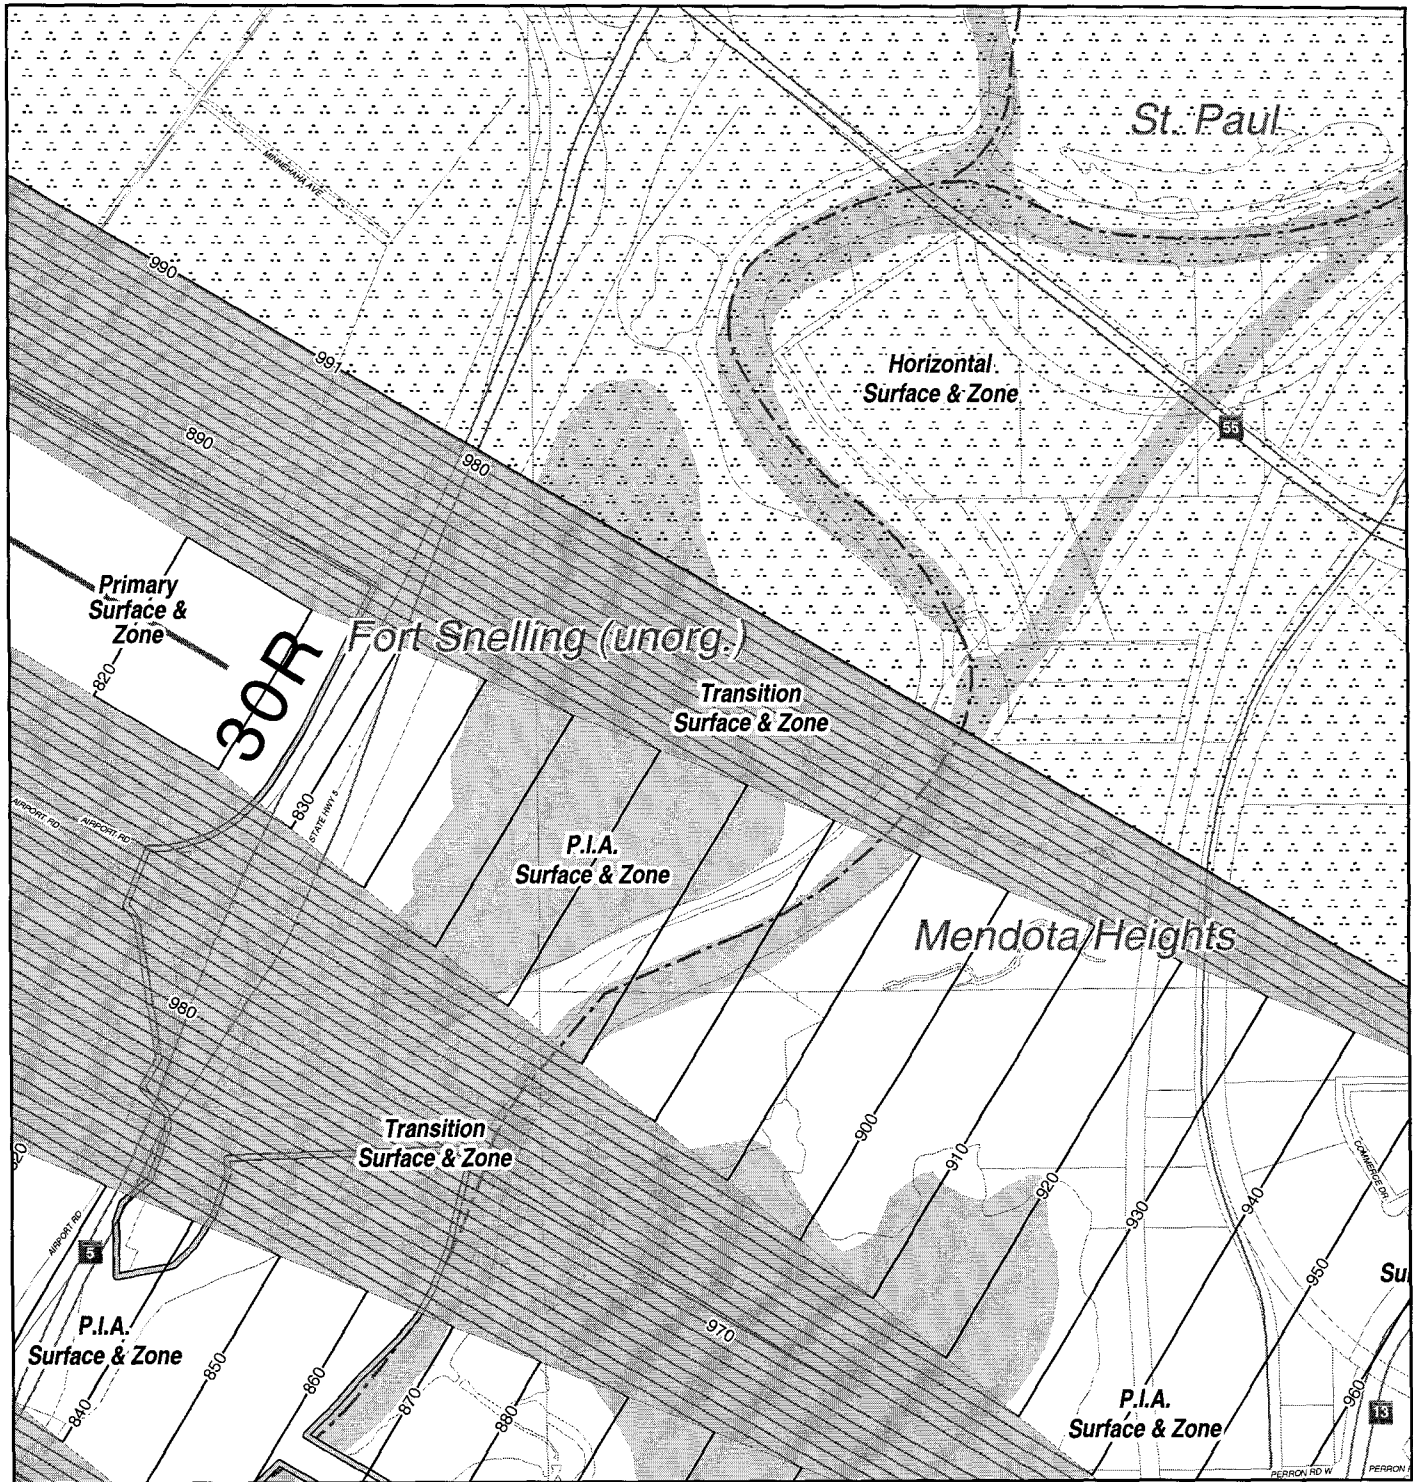 St. Paul
MINNEHAHA AVE
990
991
Horizontal
Surface & Zone
55
890
980
Primary
Surface &
Zone
820
30R
Fort Snelling (unorg.)
Transition
Surface & Zone
830
STATE HWY 5
AIRPORT RD
AIRPORT RD
P.I.A.
Surface & Zone
Mendota Heights
980
Transition
Surface & Zone
900
910
920
930
940
950
COMMERCE DR
AIRPORT RD
5
P.I.A.
Surface & Zone
840
850
860
870
880
970
P.I.A.
Surface & Zone
960
13
PERRON RD W
PERRON